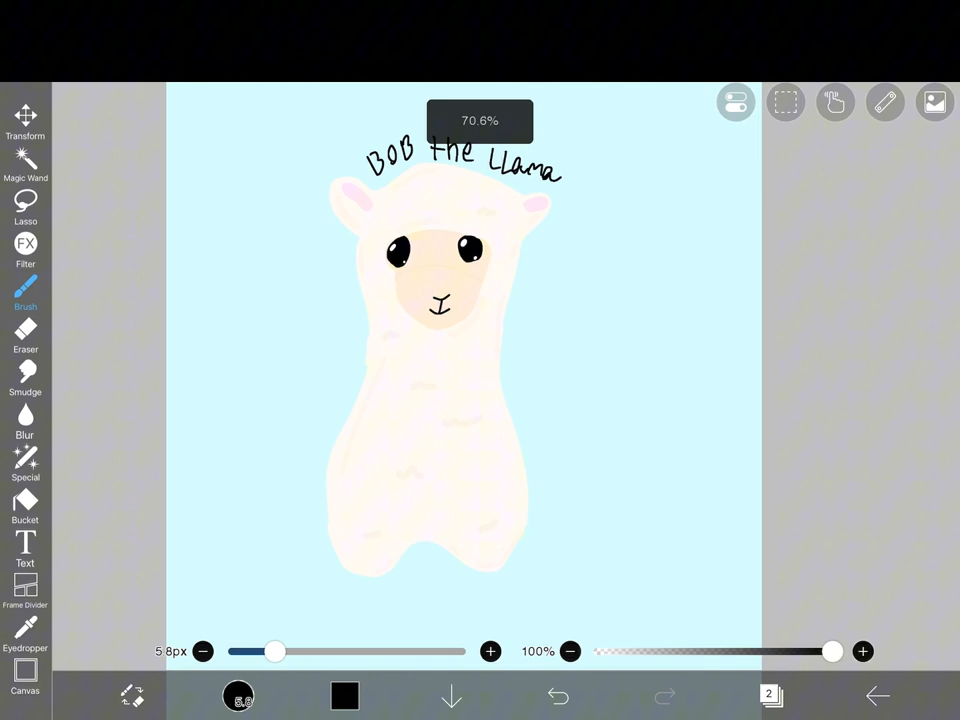 70.6%
BOB the Llama
Transform
Magic Wand
Lasso
FX
Filter
Brush
Eraser
Smudge
Blur
Special
Bucket
T
Text
Frame Divider
Eyedropper
Canvas
5.8px
100%
5.8
2